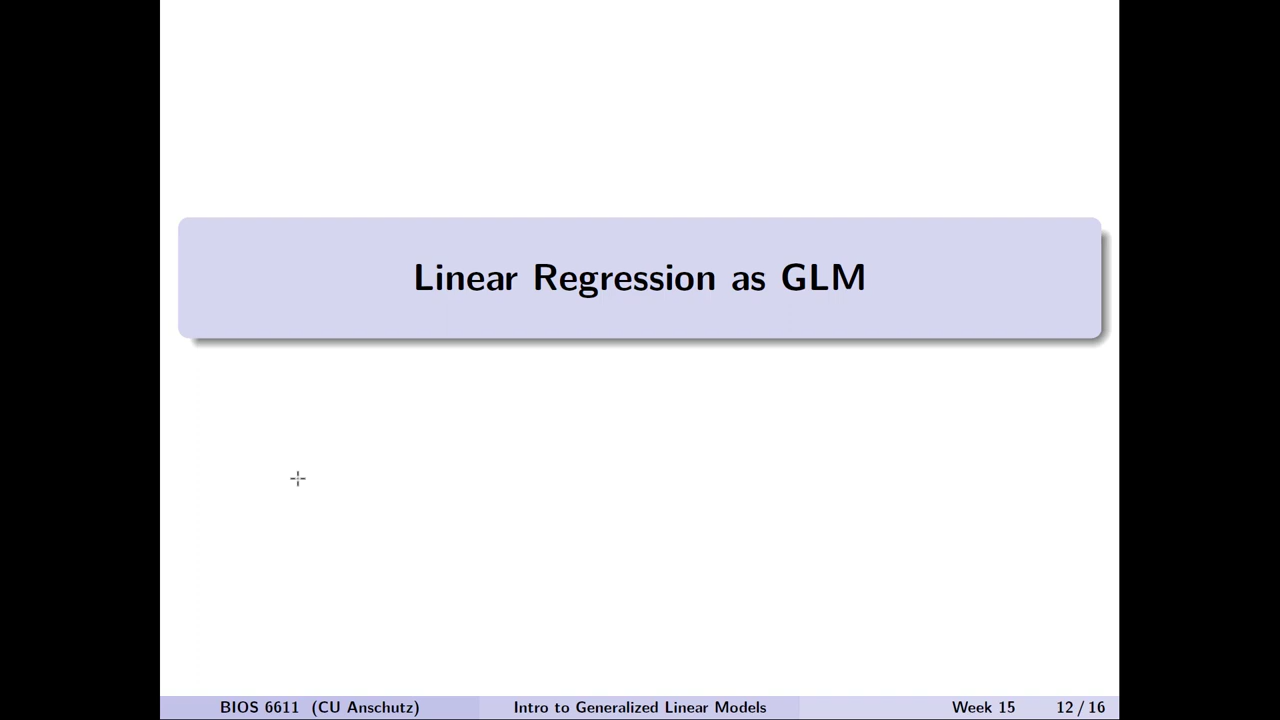 Linear Regression as GLM
BIOS 6611 (CU Anschutz) Intro to Generalized Linear Models Week 15 12 / 16